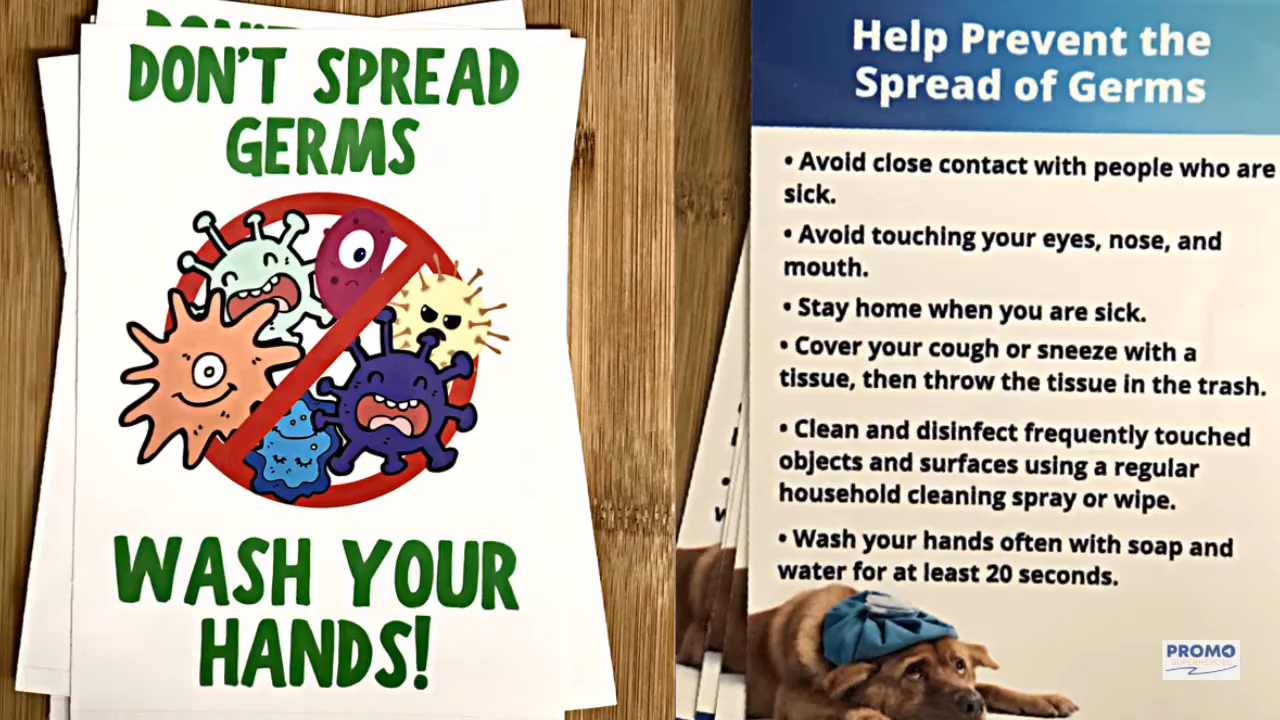 DON'T
DON'T SPREAD
GERMS
WASH YOUR
HANDS!
Help Prevent the
Spread of Germs
• Avoid close contact with people who are
sick.
• Avoid touching your eyes, nose, and
mouth.
• Stay home when you are sick.
• Cover your cough or sneeze with a
tissue, then throw the tissue in the trash.
• Clean and disinfect frequently touched
objects and surfaces using a regular
household cleaning spray or wipe.
• Wash your hands often with soap and
water for at least 20 seconds.
PROMO
SUPERHEROES